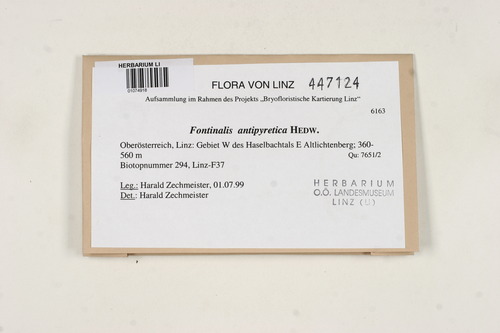 HERBARIUM LI
01074916
FLORA VON LINZ 447124
Aufsammlung im Rahmen des Projekts „Bryofloristische Kartierung Linz“
6163
Fontinalis antipyretica HEDW.
Oberösterreich, Linz: Gebiet W des Haselbachtals E Altlichtenberg; 360-
560 m Qu: 7651/2
Biotopnummer 294, Linz-F37
Leg.: Harald Zechmeister, 01.07.99
Det.: Harald Zechmeister
HERBARIUM
O.Ö. LANDESMUSEUM
LINZ (LI)